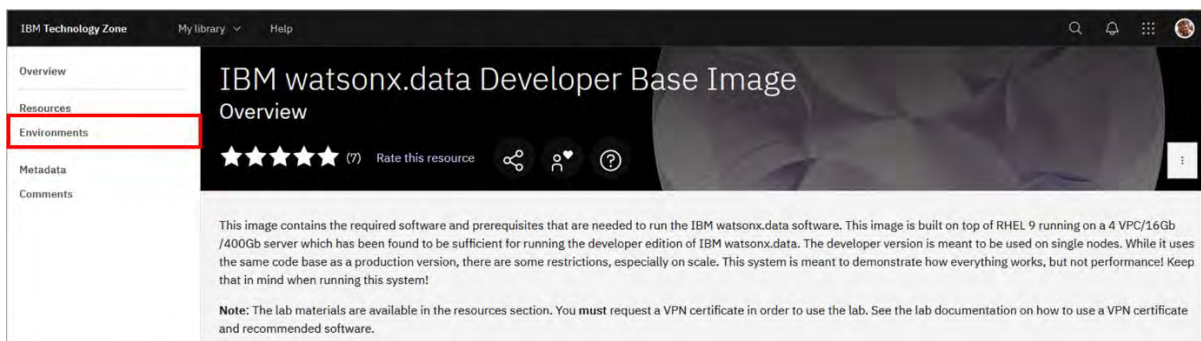 IBM Technology Zone My library Help
Overview
Resources
Environments
Metadata
Comments
IBM watsonx.data Developer Base Image
Overview
(7) Rate this resource
This image contains the required software and prerequisites that are needed to run the IBM watsonx.data software. This image is built on top of RHEL 9 running on a 4 VPC/16Gb
/400Gb server which has been found to be sufficient for running the developer edition of IBM watsonx.data. The developer version is meant to be used on single nodes. While it uses
the same code base as a production version, there are some restrictions, especially on scale. This system is meant to demonstrate how everything works, but not performance! Keep
that in mind when running this system!
Note: The lab materials are available in the resources section. You must request a VPN certificate in order to use the lab. See the lab documentation on how to use a VPN certificate
and recommended software.